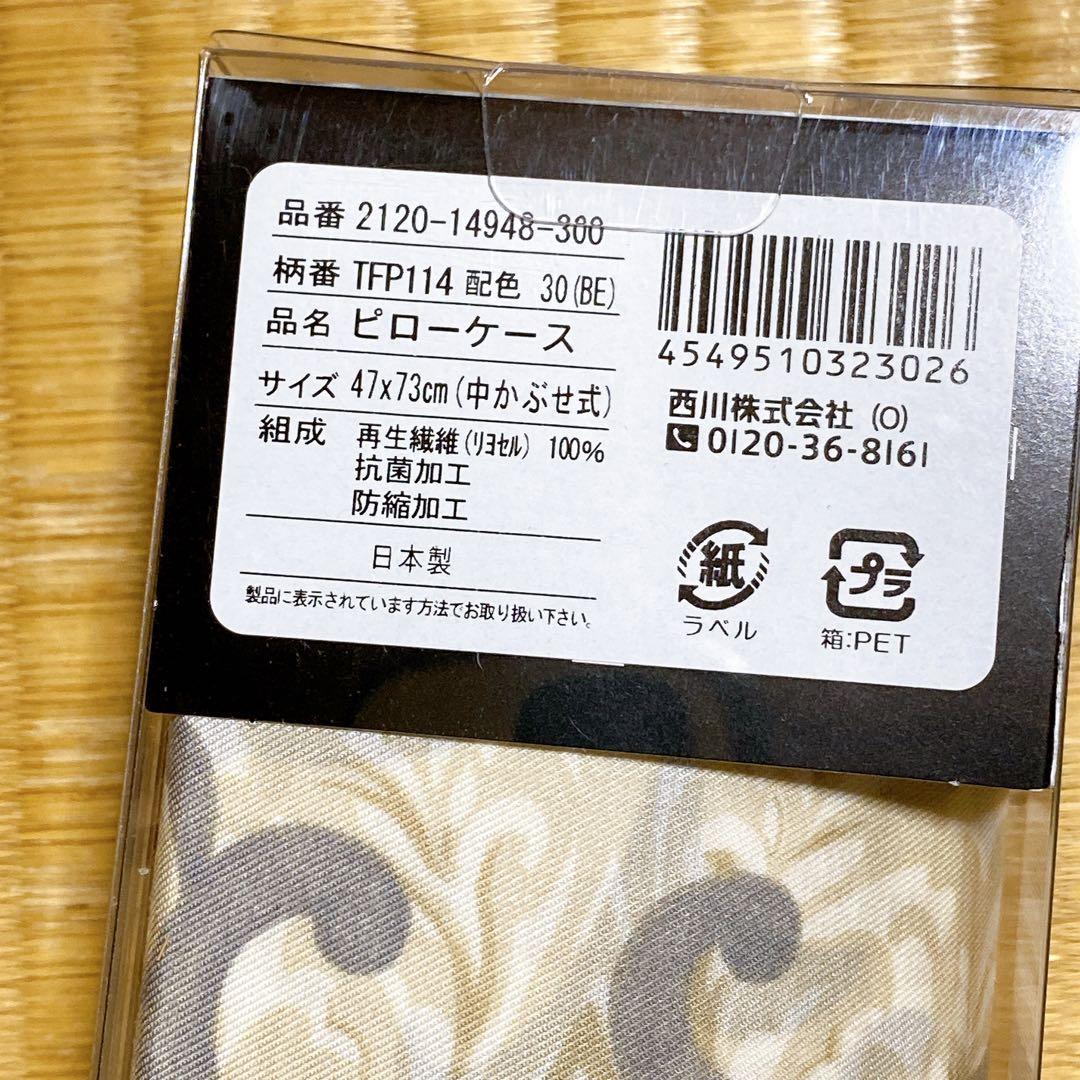 品番 2120-14948-300
柄番 TFP114 配色 30(BE)
品名 ピローケース
サイズ 47x73cm(中かぶせ式)
組成 再生繊維(ﾘﾖｾﾙ) 100%
抗菌加工
防縮加工
日本製
製品に表示されています方法でお取り扱い下さい。
4549510323026
西川株式会社 (O)
0120-36-8161
紙
ラベル
プラ
箱:PET